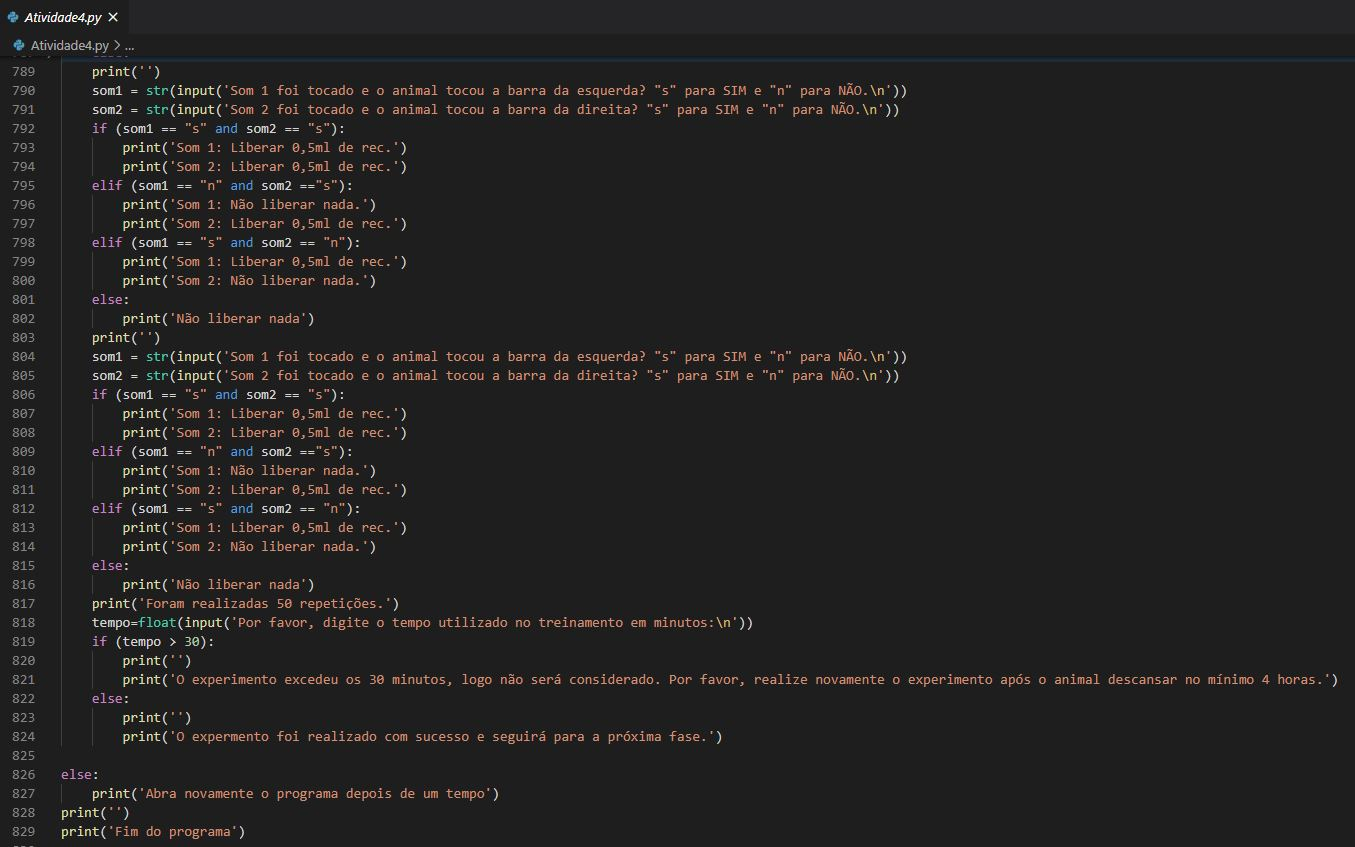 Atividade4.py
Atividade4.py > ...
789 print('')
790 som1 = str(input('Som 1 foi tocado e o animal tocou a barra da esquerda? "s" para SIM e "n" para NÃO.\n'))
791 som2 = str(input('Som 2 foi tocado e o animal tocou a barra da direita? "s" para SIM e "n" para NÃO.\n'))
792 if (som1 == "s" and som2 == "s"):
793 print('Som 1: Liberar 0,5ml de rec.')
794 print('Som 2: Liberar 0,5ml de rec.')
795 elif (som1 == "n" and som2 =="s"):
796 print('Som 1: Não liberar nada.')
797 print('Som 2: Liberar 0,5ml de rec.')
798 elif (som1 == "s" and som2 == "n"):
799 print('Som 1: Liberar 0,5ml de rec.')
800 print('Som 2: Não liberar nada.')
801 else:
802 print('Não liberar nada')
803 print('')
804 som1 = str(input('Som 1 foi tocado e o animal tocou a barra da esquerda? "s" para SIM e "n" para NÃO.\n'))
805 som2 = str(input('Som 2 foi tocado e o animal tocou a barra da direita? "s" para SIM e "n" para NÃO.\n'))
806 if (som1 == "s" and som2 == "s"):
807 print('Som 1: Liberar 0,5ml de rec.')
808 print('Som 2: Liberar 0,5ml de rec.')
809 elif (som1 == "n" and som2 =="s"):
810 print('Som 1: Não liberar nada.')
811 print('Som 2: Liberar 0,5ml de rec.')
812 elif (som1 == "s" and som2 == "n"):
813 print('Som 1: Liberar 0,5ml de rec.')
814 print('Som 2: Não liberar nada.')
815 else:
816 print('Não liberar nada')
817 print('Foram realizadas 50 repetições.')
818 tempo=float(input('Por favor, digite o tempo utilizado no treinamento em minutos:\n'))
819 if (tempo > 30):
820 print('')
821 print('O experimento excedeu os 30 minutos, logo não será considerado. Por favor, realize novamente o experimento após o animal descansar no mínimo 4 horas.')
822 else:
823 print('')
824 print('O expermento foi realizado com sucesso e seguirá para a próxima fase.')
825
826 else:
827 print('Abra novamente o programa depois de um tempo')
828 print('')
829 print('Fim do programa')